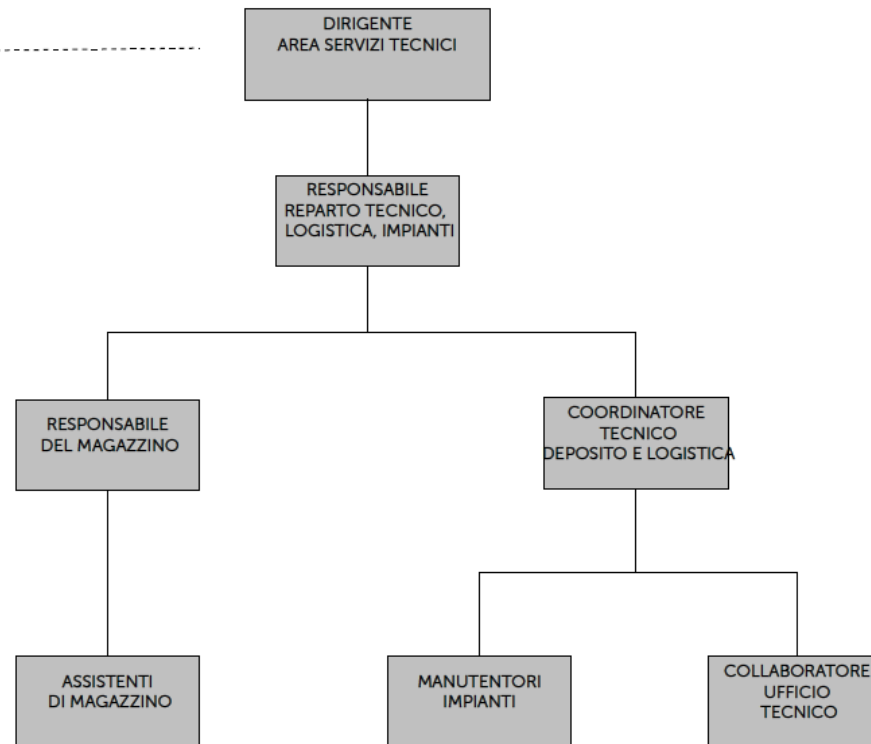 DIRIGENTE
AREA SERVIZI TECNICI
RESPONSABILE
REPARTO TECNICO,
LOGISTICA, IMPIANTI
RESPONSABILE
DEL MAGAZZINO
COORDINATORE
TECNICO
DEPOSITO E LOGISTICA
ASSISTENTI
DI MAGAZZINO
MANUTENTORI
IMPIANTI
COLLABORATORE
UFFICIO
TECNICO